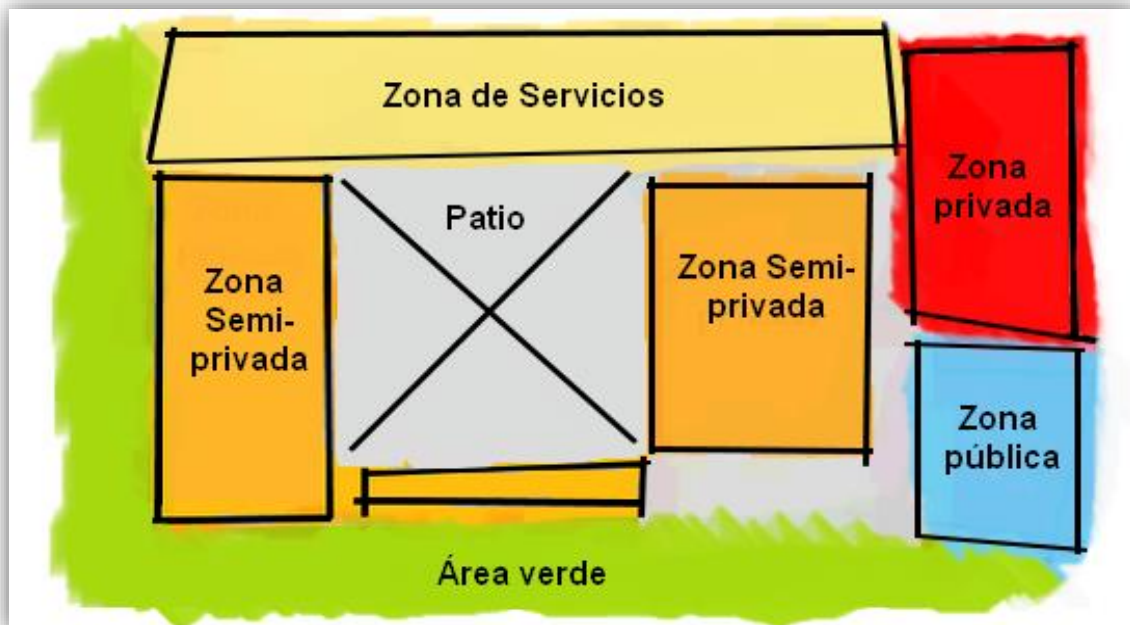 Zona de Servicios
Zona
privada
Patio
Zona
Semi-
privada
Zona Semi-
privada
Zona
pública
Área verde